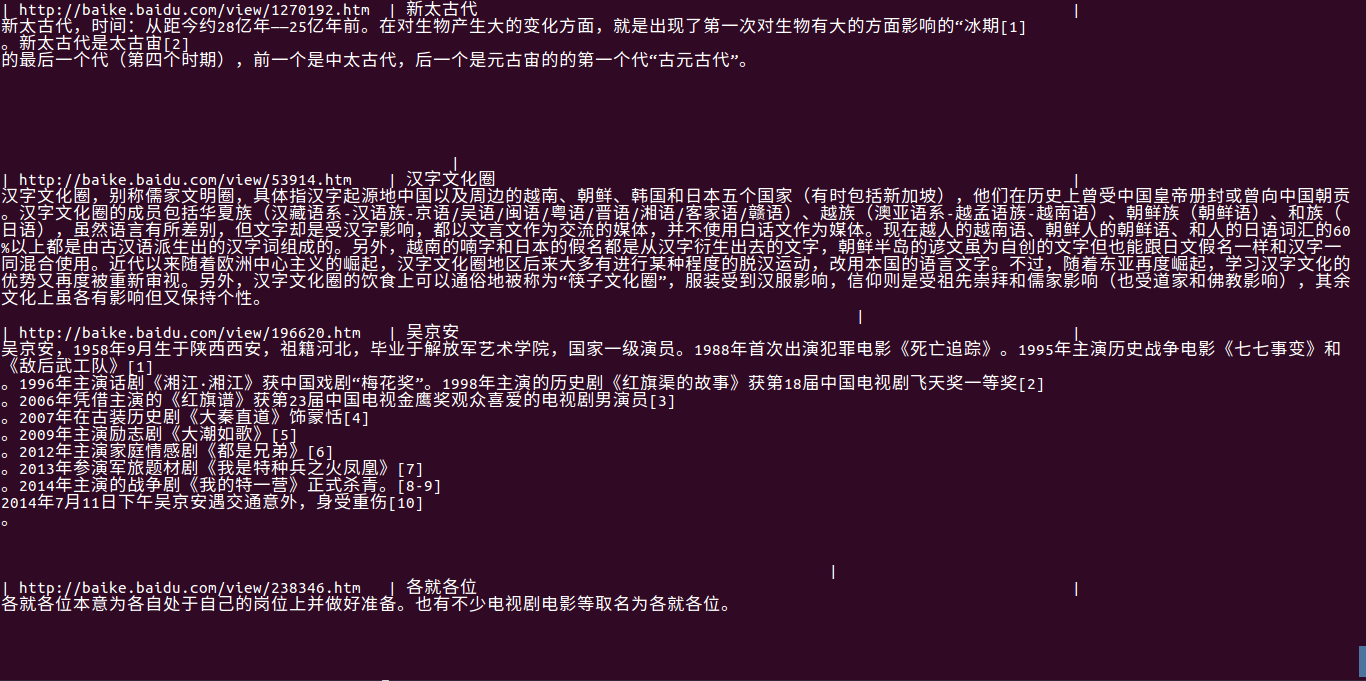 | http://baike.baidu.com/view/1270192.htm | 新太古代 |
新太古代，时间：从距今约28亿年——25亿年前。在对生物产生大的变化方面，就是出现了第一次对生物有大的方面影响的“冰期[1]
。新太古代是太古宙[2]
的最后一个代（第四个时期），前一个是中太古代，后一个是元古宙的的第一个代“古元古代”。
|
| http://baike.baidu.com/view/53914.htm | 汉字文化圈 |
汉字文化圈，别称儒家文明圈，具体指汉字起源地中国以及周边的越南、朝鲜、韩国和日本五个国家（有时包括新加坡），他们在历史上曾受中国皇帝册封或曾向中国朝贡
。汉字文化圈的成员包括华夏族（汉藏语系-汉语族-京语/吴语/闽语/粤语/晋语/湘语/客家语/赣语）、越族（澳亚语系-越孟语族-越南语）、朝鲜族（朝鲜语）、和族（
日语），虽然语言有所差别，但文字却是受汉字影响，都以文言文作为交流的媒体，并不使用白话文作为媒体。现在越人的越南语、朝鲜人的朝鲜语、和人的日语词汇的60
%以上都是由古汉语派生出的汉字词组成的。另外，越南的喃字和日本的假名都是从汉字衍生出去的文字，朝鲜半岛的谚文虽为自创的文字但也能跟日文假名一样和汉字一
同混合使用。近代以来随着欧洲中心主义的崛起，汉字文化圈地区后来大多有进行某种程度的脱汉运动，改用本国的语言文字。不过，随着东亚再度崛起，学习汉字文化的
优势又再度被重新审视。另外，汉字文化圈的饮食上可以通俗地被称为“筷子文化圈”，服装受到汉服影响，信仰则是受祖先崇拜和儒家影响（也受道家和佛教影响），其余
文化上虽各有影响但又保持个性。
|
| http://baike.baidu.com/view/196620.htm | 吴京安 |
吴京安，1958年9月生于陕西西安，祖籍河北，毕业于解放军艺术学院，国家一级演员。1988年首次出演犯罪电影《死亡追踪》。1995年主演历史战争电影《七七事变》和
《敌后武工队》[1]
。1996年主演话剧《湘江·湘江》获中国戏剧“梅花奖”。1998年主演的历史剧《红旗渠的故事》获第18届中国电视剧飞天奖一等奖[2]
。2006年凭借主演的《红旗谱》获第23届中国电视金鹰奖观众喜爱的电视剧男演员[3]
。2007年在古装历史剧《大秦直道》饰蒙恬[4]
。2009年主演励志剧《大潮如歌》[5]
。2012年主演家庭情感剧《都是兄弟》[6]
。2013年参演军旅题材剧《我是特种兵之火凤凰》[7]
。2014年主演的战争剧《我的特一营》正式杀青。[8-9]
2014年7月11日下午吴京安遇交通意外，身受重伤[10]
。
|
| http://baike.baidu.com/view/238346.htm | 各就各位 |
各就各位本意为各自处于自己的岗位上并做好准备。也有不少电视剧电影等取名为各就各位。